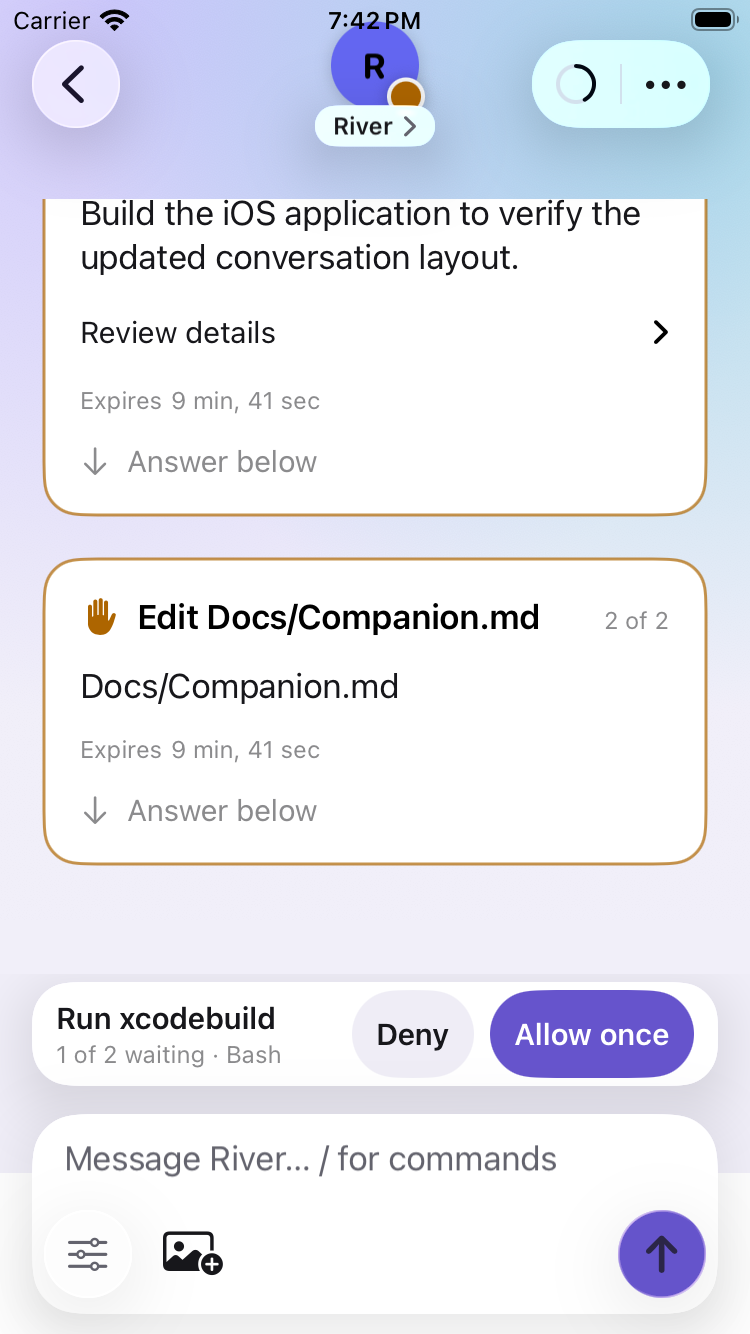 Carrier 7:42 PM
R
River
Build the iOS application to verify the
updated conversation layout.
Review details
Expires 9 min, 41 sec
Answer below
Edit Docs/Companion.md 2 of 2
Docs/Companion.md
Expires 9 min, 41 sec
Answer below
Run xcodebuild
1 of 2 waiting · Bash
Deny
Allow once
Message River... / for commands